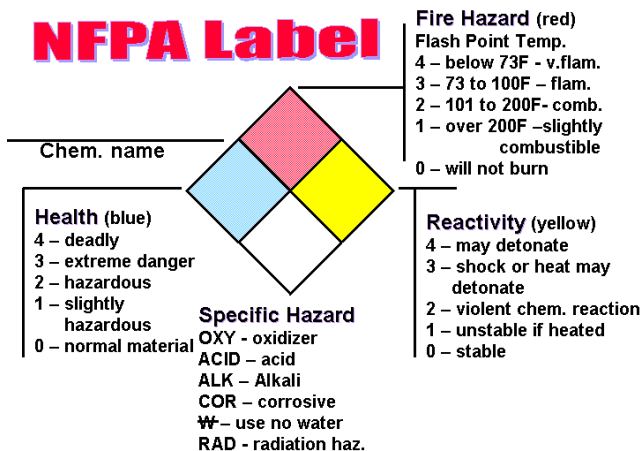 NFPA Label
Fire Hazard (red)
Flash Point Temp.
4 – below 73F - v.flam.
3 – 73 to 100F – flam.
2 – 101 to 200F- comb.
1 – over 200F –slightly
combustible
0 – will not burn
Chem. name
Health (blue)
4 – deadly
3 – extreme danger
2 – hazardous
1 – slightly
hazardous
0 – normal material
Reactivity (yellow)
4 – may detonate
3 – shock or heat may
detonate
2 – violent chem. reaction
1 – unstable if heated
0 – stable
Specific Hazard
OXY - oxidizer
ACID – acid
ALK – Alkali
COR – corrosive
W – use no water
RAD - radiation haz.